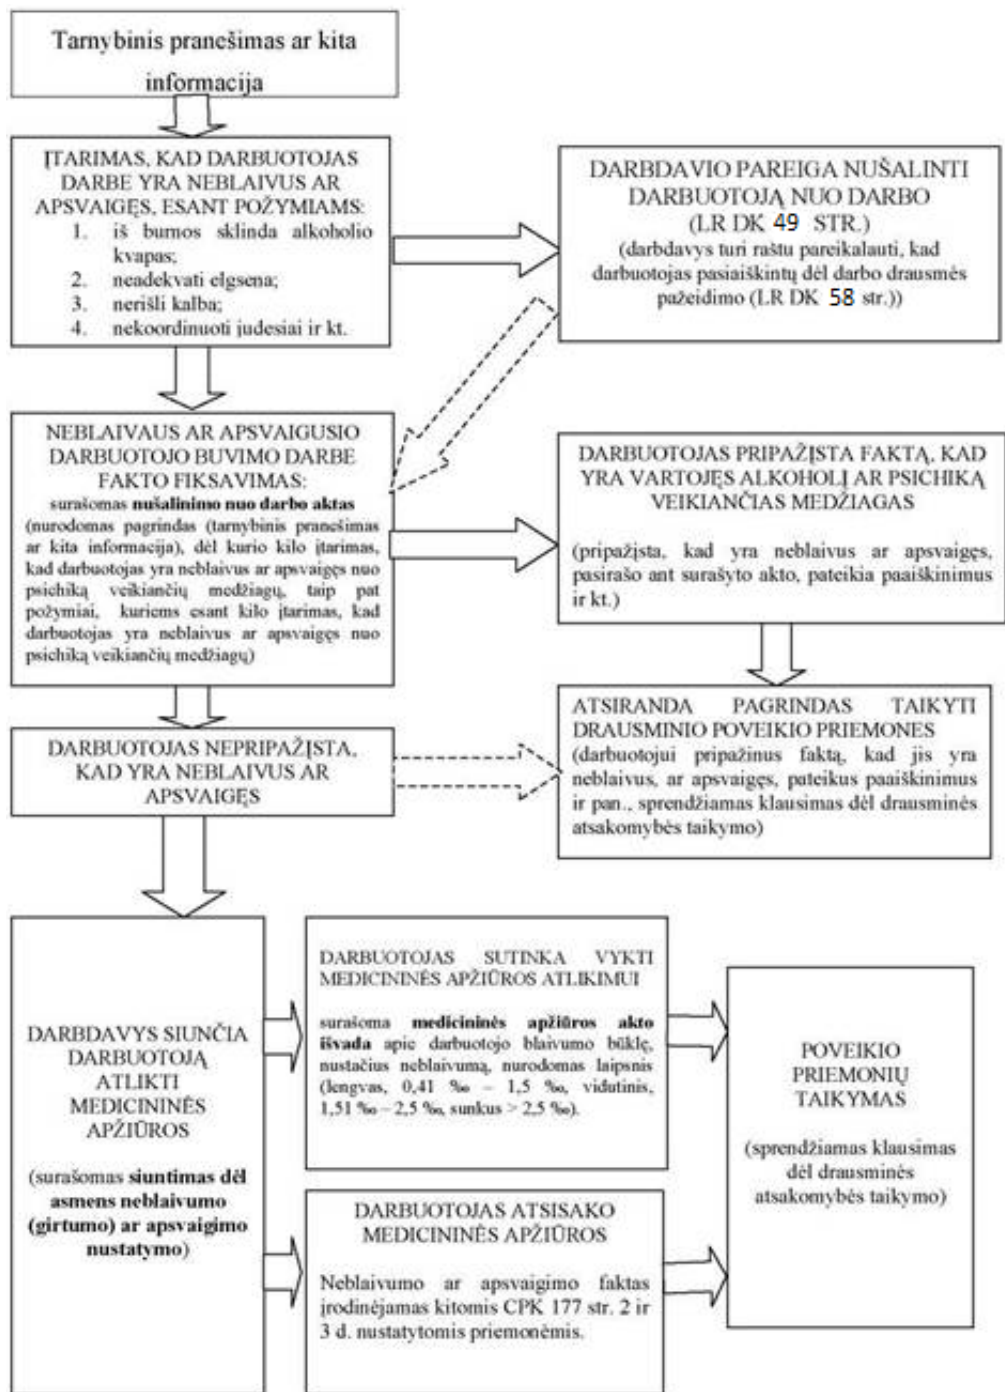 Tarnybinis pranešimas ar kita
informacija
ĮTARIMAS, KAD DARBUOTOJAS
DARBE YRA NEBLAIVUS AR
APSVAIGĘS, ESANT POŽYMIAMS:
1. iš burnos sklinda alkoholio
kvapas;
2. neadekvati elgsena;
3. nerišli kalba;
4. nekoordinuoti judesiai ir kt.
DARBDAVIO PAREIGA NUŠALINTI
DARBUOTOJĄ NUO DARBO
(LR DK 49 STR.)
(darbdavys turi raštu pareikalauti, kad
darbuotojas pasiaiškintų dėl darbo drausmės
pažeidimo (LR DK 58 str.))
NEBLAIVAUS AR APSVAIGUSIO
DARBUOTOJO BUVIMO DARBE
FAKTO FIKSAVIMAS:
surašomas nušalinimo nuo darbo aktas
(nurodomas pagrindas (tarnybinis pranešimas
ar kita informacija), dėl kurio kilo įtarimas,
kad darbuotojas yra neblaivus ar apsvaigęs nuo
psichiką veikiančių medžiagų, taip pat
požymiai, kuriems esant kilo įtarimas, kad
darbuotojas yra neblaivus ar apsvaigęs nuo
psichiką veikiančių medžiagų)
DARBUOTOJAS PRIPAŽĮSTA FAKTĄ, KAD
YRA VARTOJĘS ALKOHOLĮ AR PSICHIKĄ
VEIKIANČIAS MEDŽIAGAS
(pripažįsta, kad yra neblaivus ar apsvaigęs,
pasirašo ant surašyto akto, pateikia paaiškinimus
ir kt.)
DARBUOTOJAS NEPRIPAŽĮSTA,
KAD YRA NEBLAIVUS AR
APSVAIGĘS
ATSIRANDA PAGRINDAS TAIKYTI
DRAUSMINIO POVEIKIO PRIEMONES
(darbuotojui pripažinus faktą, kad jis yra
neblaivus, ar apsvaigęs, pateikus paaiškinimus
ir pan., sprendžiamas klausimas dėl drausminės
atsakomybės taikymo)
DARBDAVYS SIUNČIA
DARBUOTOJĄ
ATLIKTI
MEDICININĖS
APŽIŪROS
(surašomas siuntimas dėl
asmens neblaivumo
(girtumo) ar apsvaigimo
nustatymo)
DARBUOTOJAS SUTINKA VYKTI
MEDICININĖS APŽIŪROS ATLIKIMUI
surašoma medicininės apžiūros akto
išvada apie darbuotojo blaivumo būklę,
nustačius neblaivumą, nurodomas laipsnis
(lengvas, 0,41 ‰ – 1,5 ‰, vidutinis,
1,51 ‰ – 2,5 ‰, sunkus > 2,5 ‰).
DARBUOTOJAS ATSISAKO
MEDICININĖS APŽIŪROS
Neblaivumo ar apsvaigimo faktas
įrodinėjamas kitomis CPK 177 str. 2 ir
3 d. nustatytomis priemonėmis.
POVEIKIO
PRIEMONIŲ
TAIKYMAS
(sprendžiamas klausimas
dėl drausminės
atsakomybės taikymo)